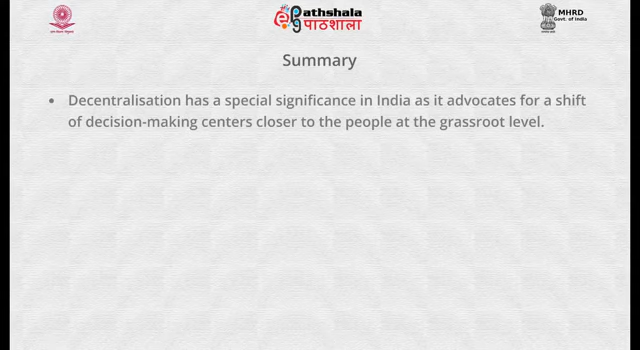 ePathshala
पाठशाला
MHRD
Govt. of India
Summary
• Decentralisation has a special significance in India as it advocates for a shift
of decision-making centers closer to the people at the grassroot level.